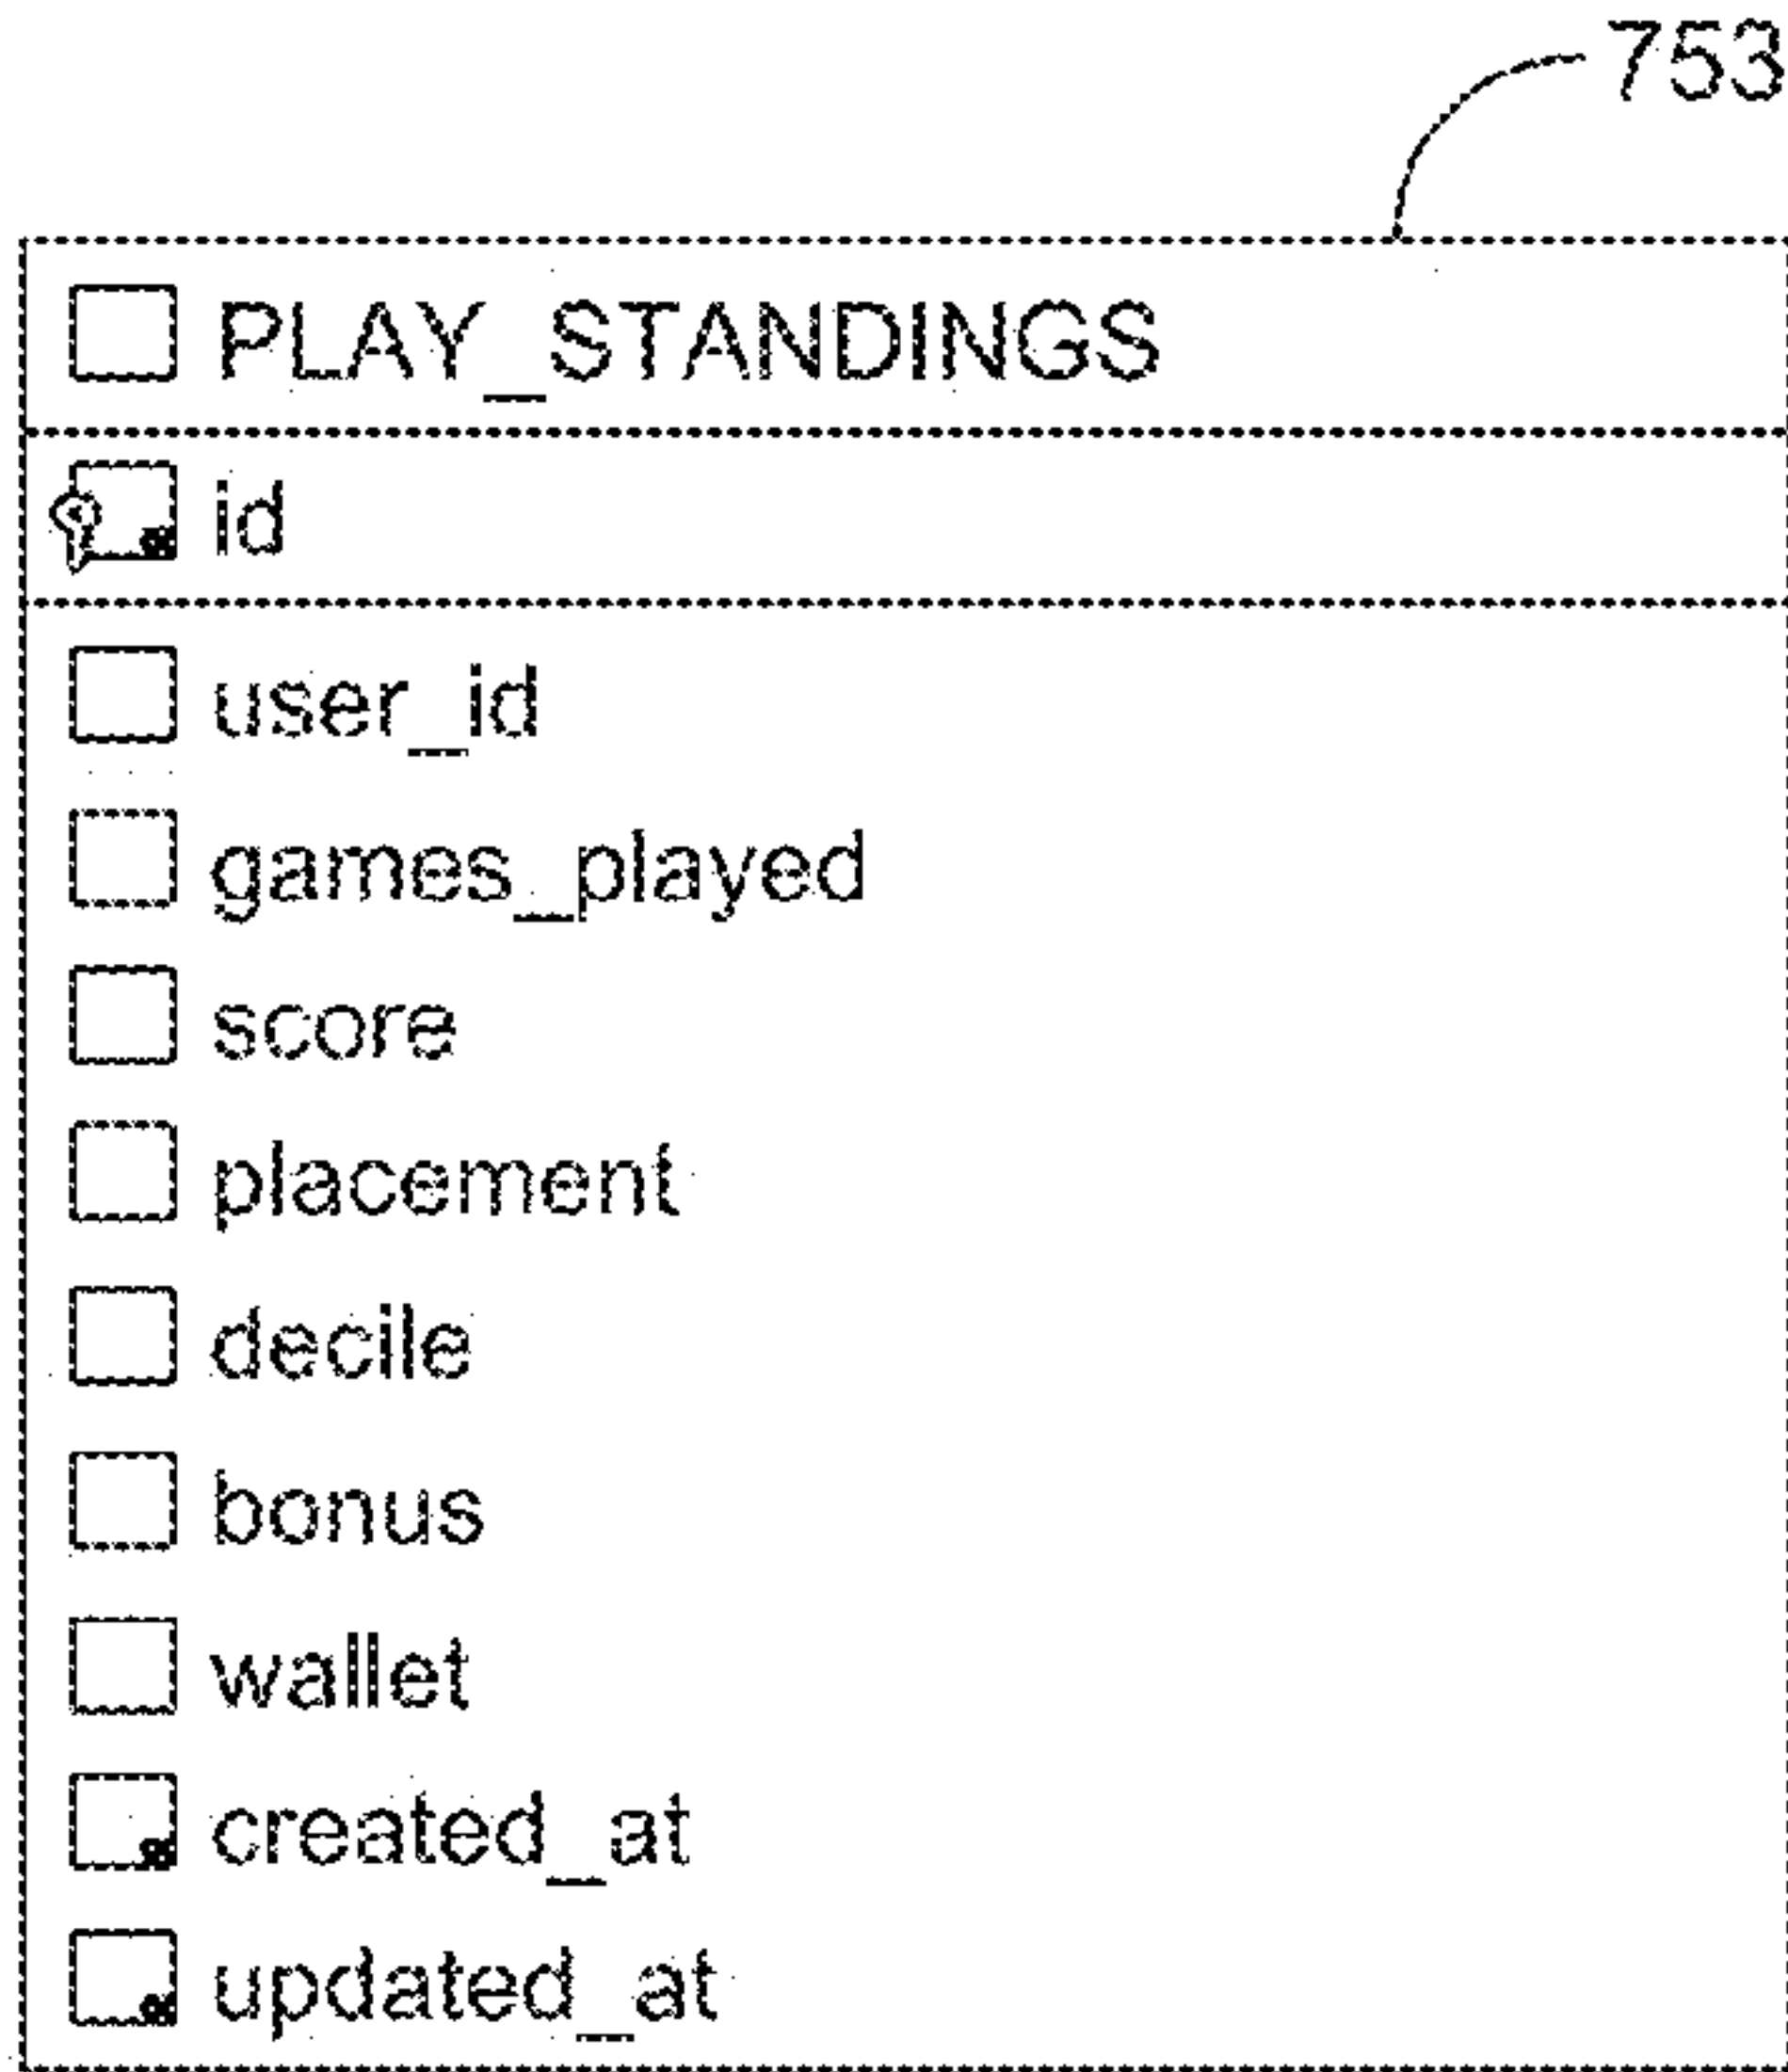 753
PLAY_STANDINGS
id
user_id
games_played
score
placement
decile
bonus
wallet
created_at
updated_at